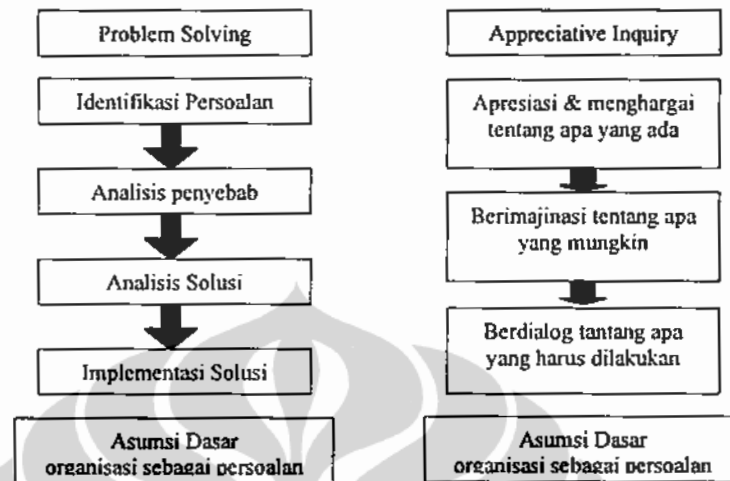 Problem Solving
Identifikasi Persoalan
Analisis penyebab
Analisis Solusi
Implementasi Solusi
Asumsi Dasar
organisasi sebagai persoalan
Appreciative Inquiry
Apresiasi & menghargai
tentang apa yang ada
Berimajinasi tentang apa
yang mungkin
Berdialog tantang apa
yang harus dilakukan
Asumsi Dasar
organisasi sebagai persoalan